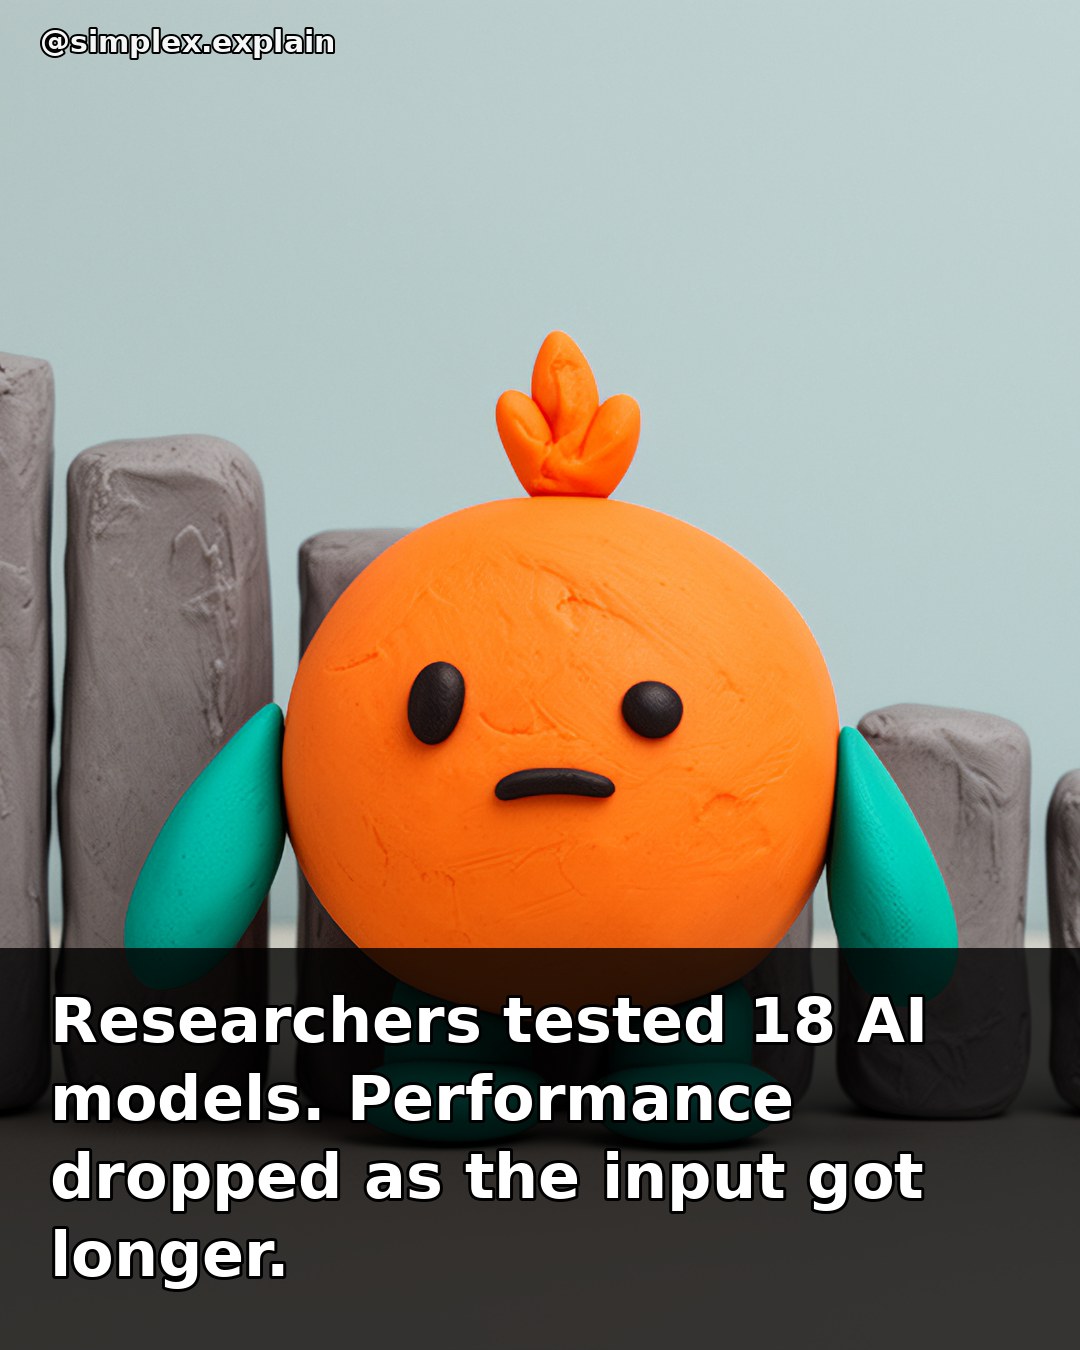 @simplex.explain
Researchers tested 18 AI
models. Performance
dropped as the input got
longer.